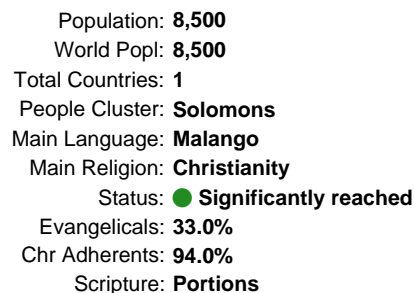 Population: 8,500
World Popl: 8,500
Total Countries: 1
People Cluster: Solomons
Main Language: Malango
Main Religion: Christianity
Status: Significantly reached
Evangelicals: 33.0%
Chr Adherents: 94.0%
Scripture: Portions